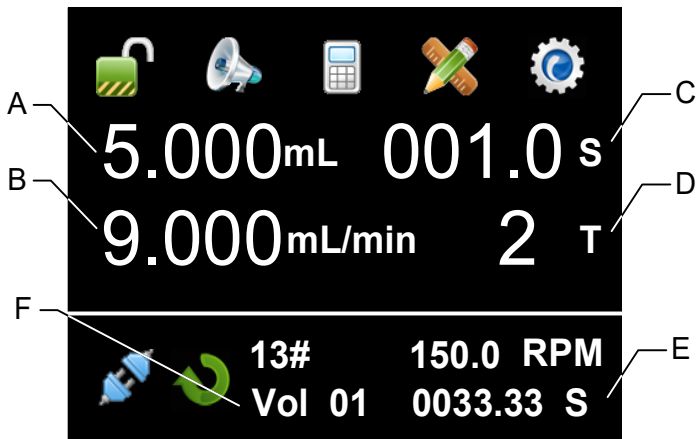 A 5.000mL 001.0 S C
B 9.000mL/min 2 T D
F
13# 150.0 RPM E
Vol 01 0033.33 S